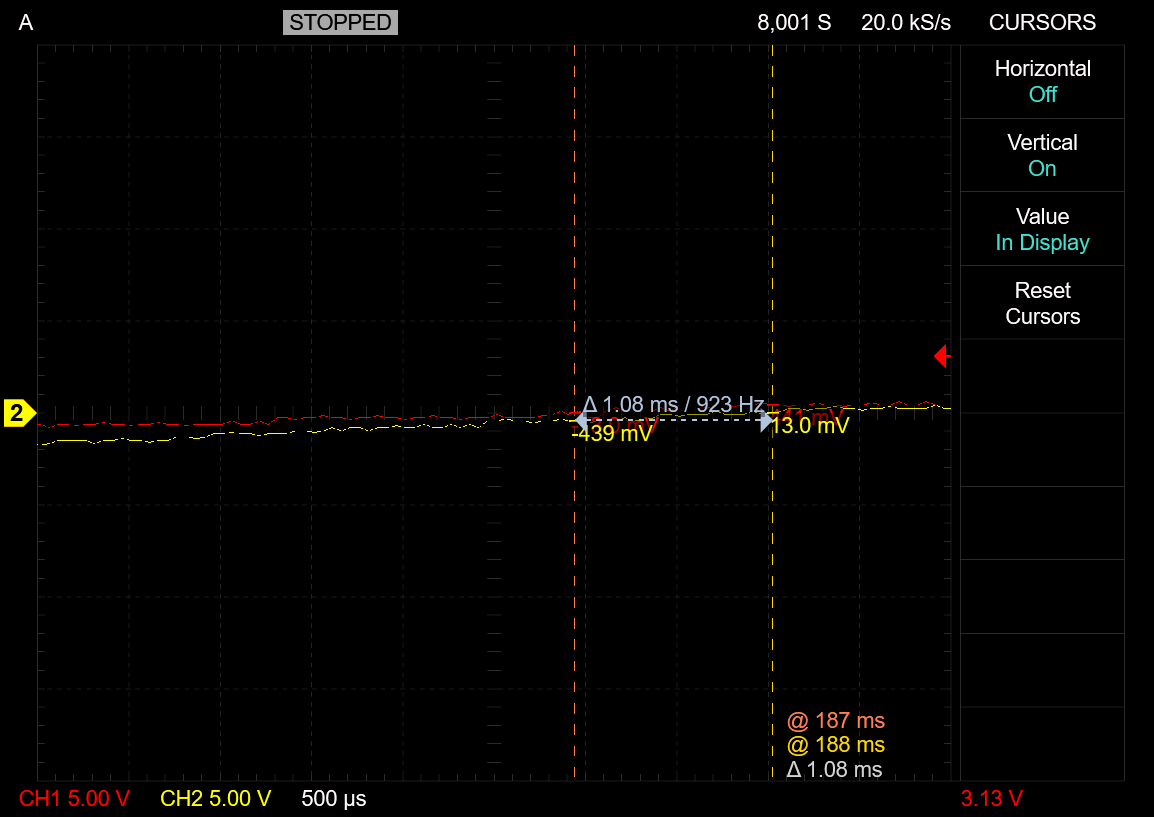 A STOPPED 8,001 S 20.0 kS/s CURSORS
Horizontal
Off
Vertical
On
Value
In Display
Reset
Cursors
2
Δ 1.08 ms / 923 Hz
-439 mV
13.0 mV
@ 187 ms
@ 188 ms
Δ 1.08 ms
CH1 5.00 V CH2 5.00 V 500 µs 3.13 V